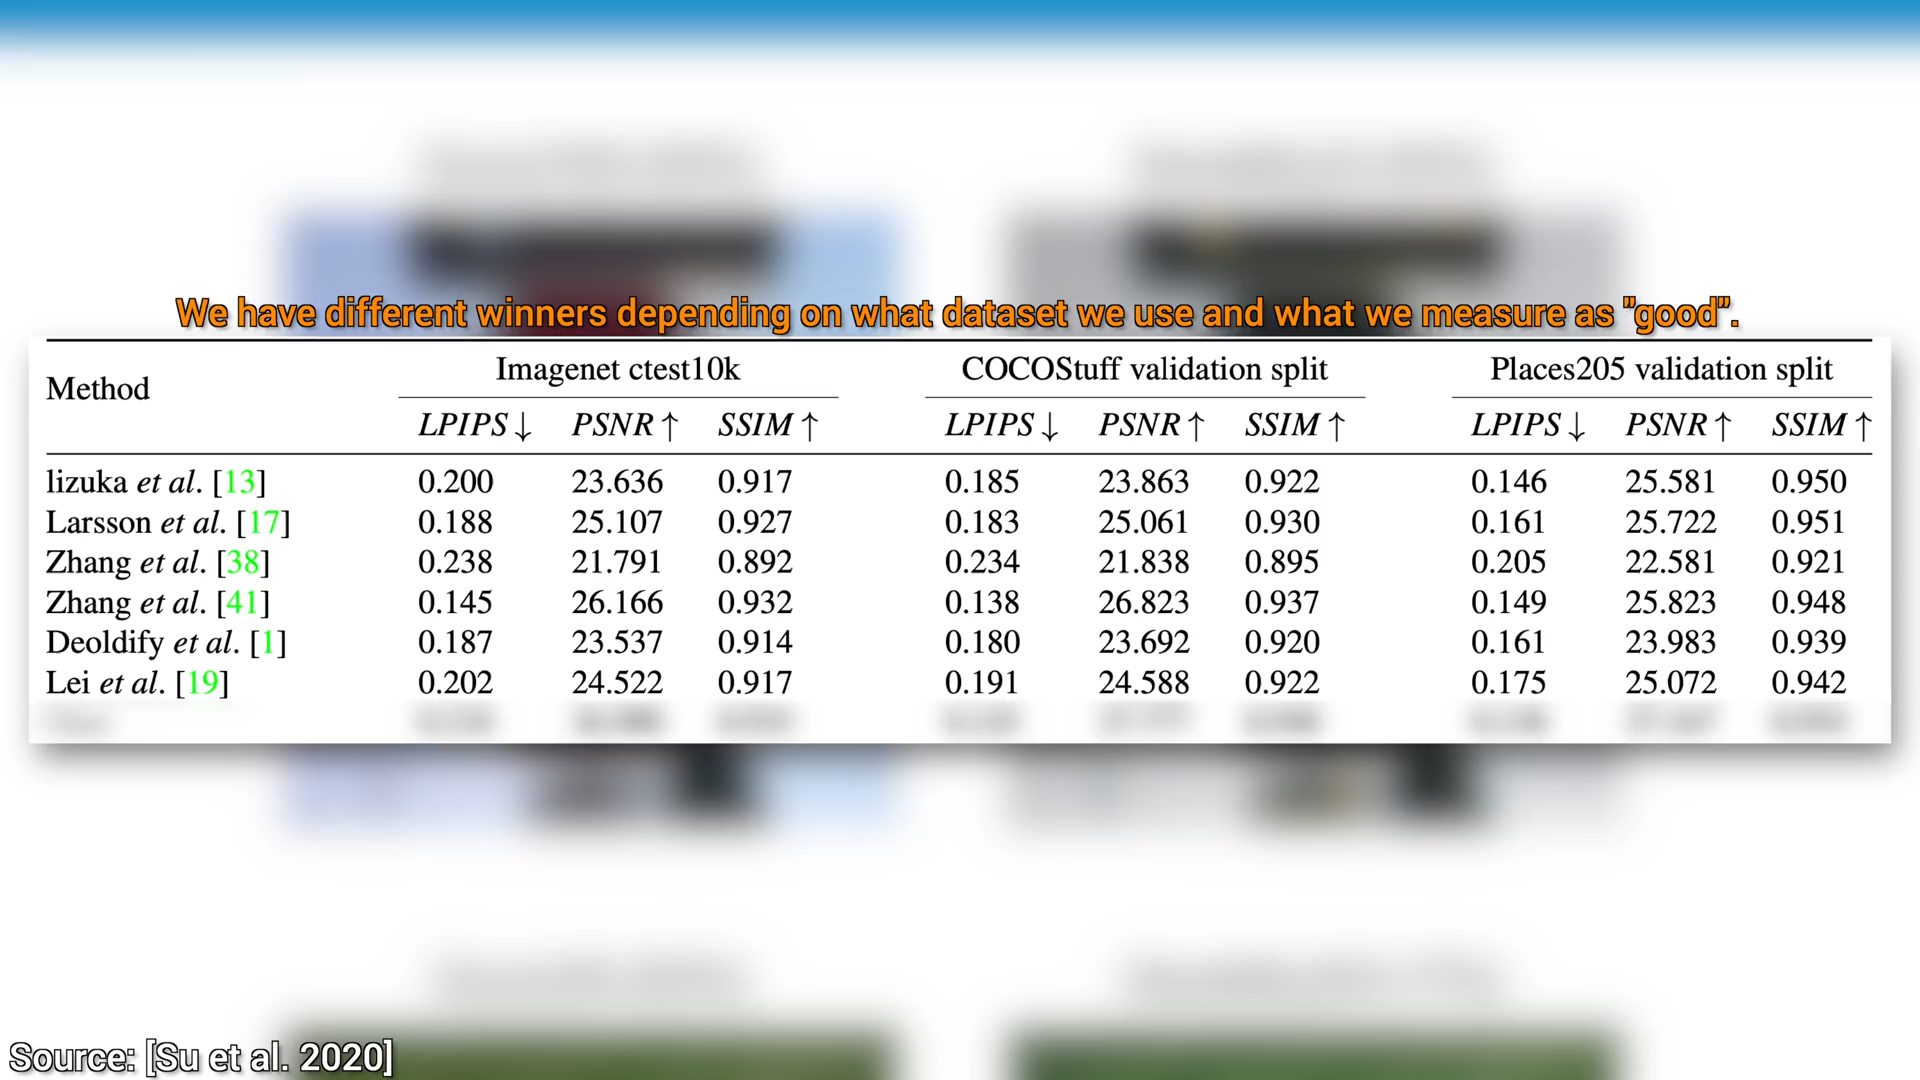 We have different winners depending on what dataset we use and what we measure as "good".
Method Imagenet ctest10k COCOStuff validation split Places205 validation split
LPIPS ↓ PSNR ↑ SSIM ↑ LPIPS ↓ PSNR ↑ SSIM ↑ LPIPS ↓ PSNR ↑ SSIM ↑
lizuka et al. [13] 0.200 23.636 0.917 0.185 23.863 0.922 0.146 25.581 0.950
Larsson et al. [17] 0.188 25.107 0.927 0.183 25.061 0.930 0.161 25.722 0.951
Zhang et al. [38] 0.238 21.791 0.892 0.234 21.838 0.895 0.205 22.581 0.921
Zhang et al. [41] 0.145 26.166 0.932 0.138 26.823 0.937 0.149 25.823 0.948
Deoldify et al. [1] 0.187 23.537 0.914 0.180 23.692 0.920 0.161 23.983 0.939
Lei et al. [19] 0.202 24.522 0.917 0.191 24.588 0.922 0.175 25.072 0.942
Source: [Su et al. 2020]